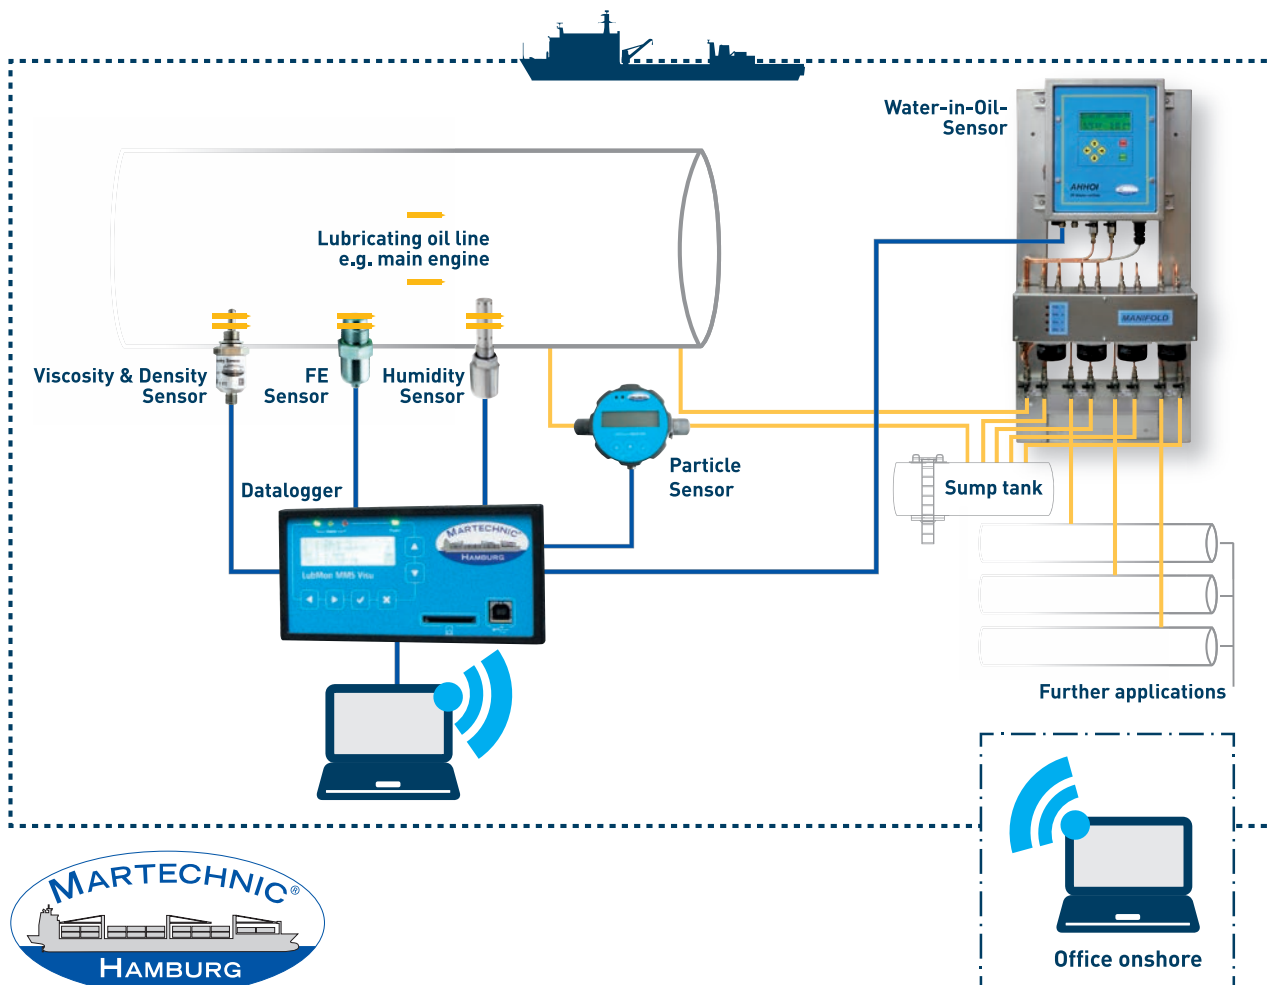 Water-in-Oil-
Sensor
AHHOI
MANIFOLD
Lubricating oil line
e.g. main engine
Viscosity & Density
Sensor
FE
Sensor
Humidity
Sensor
Particle
Sensor
Sump tank
Datalogger
MARTECHNIC
HAMBURG
LubMon MMS Visu
Further applications
MARTECHNIC®
HAMBURG
Office onshore